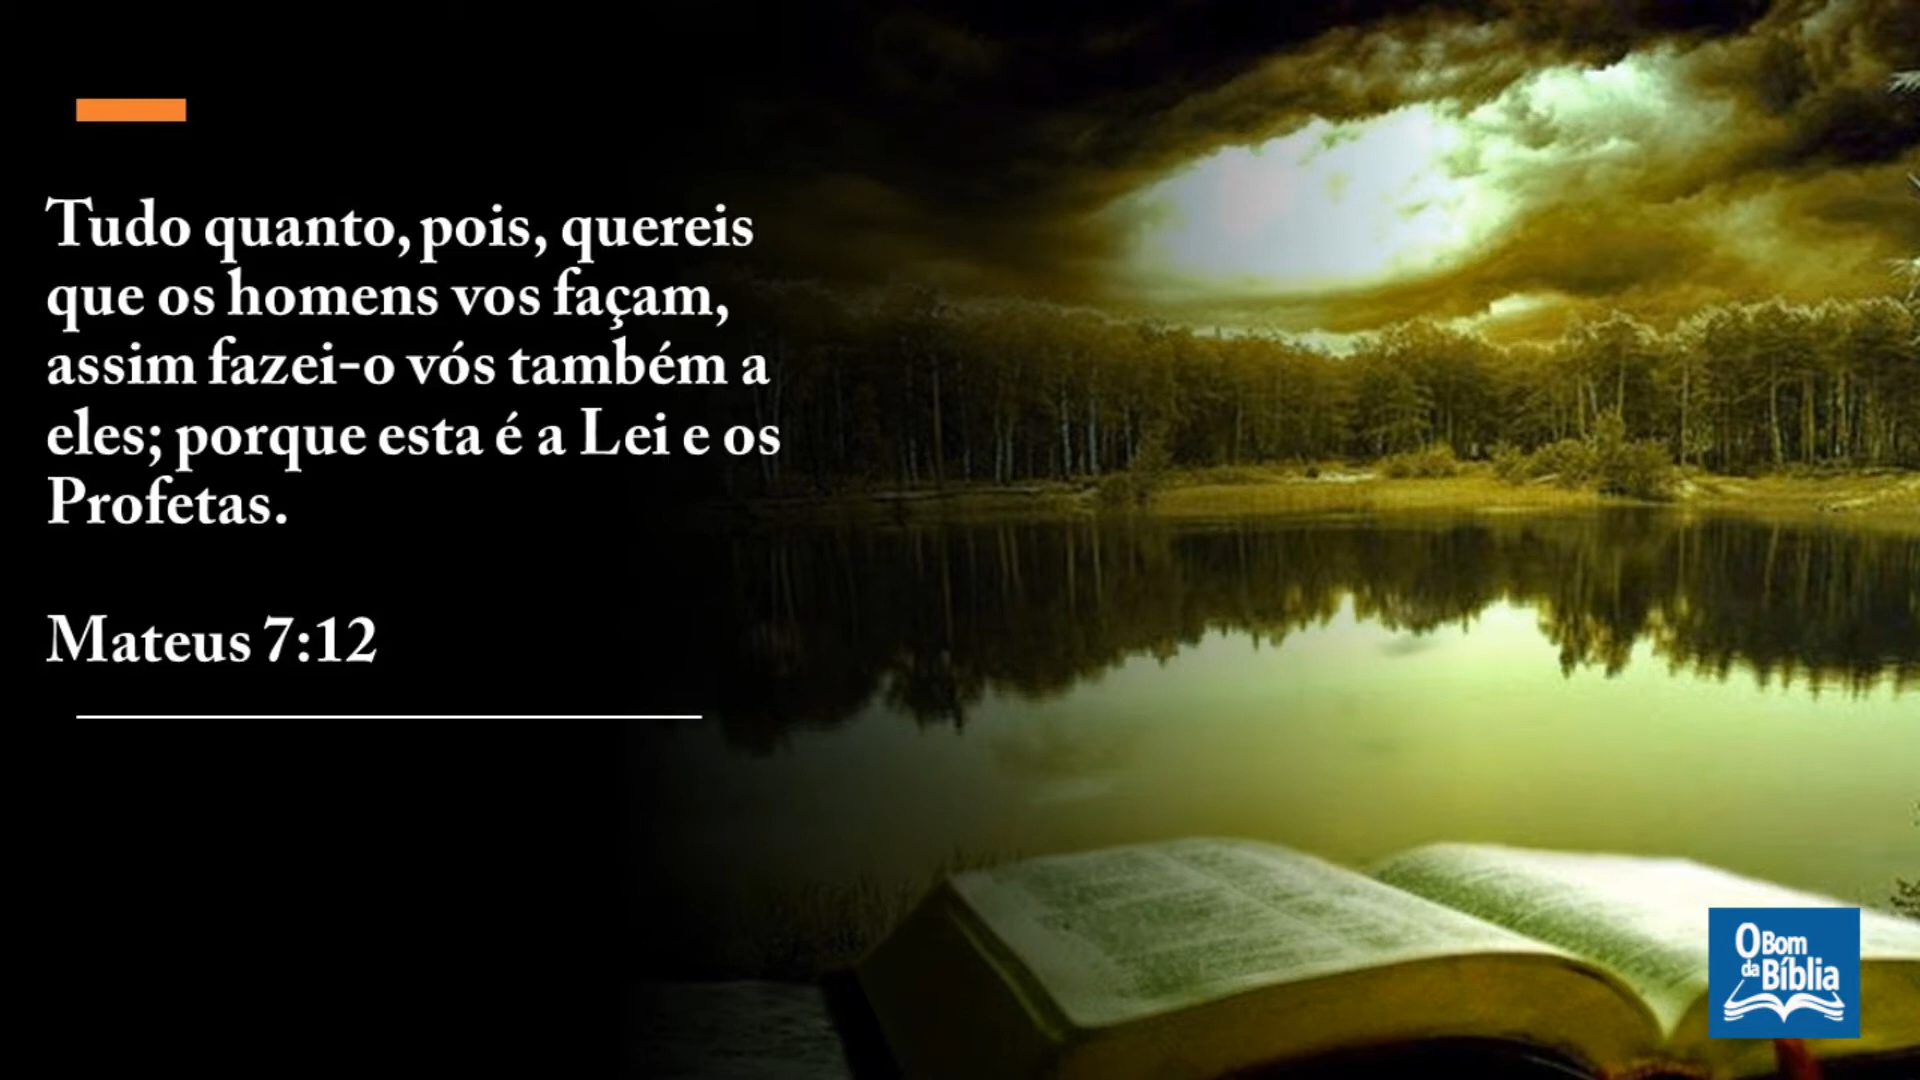 Tudo quanto, pois, quereis
que os homens vos façam,
assim fazei-o vós também a
eles; porque esta é a Lei e os
Profetas.
Mateus 7:12
O Bom
da Bíblia